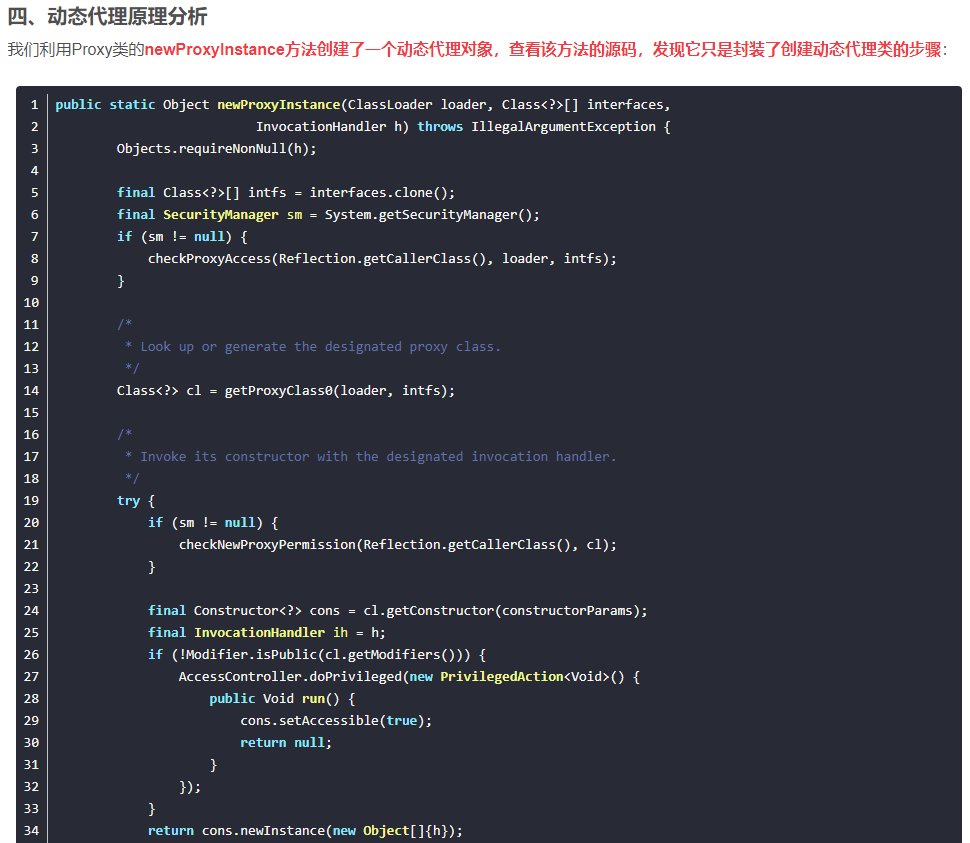 四、动态代理原理分析
我们利用Proxy类的newProxyInstance方法创建了一个动态代理对象，查看该方法的源码，发现它只是封装了创建动态代理类的步骤：
1 public static Object newProxyInstance(ClassLoader loader, Class<?>[] interfaces,
2                           InvocationHandler h) throws IllegalArgumentException {
3         Objects.requireNonNull(h);
4
5         final Class<?>[] intfs = interfaces.clone();
6         final SecurityManager sm = System.getSecurityManager();
7         if (sm != null) {
8             checkProxyAccess(Reflection.getCallerClass(), loader, intfs);
9         }
10
11         /*
12          * Look up or generate the designated proxy class.
13          */
14         Class<?> cl = getProxyClass0(loader, intfs);
15
16         /*
17          * Invoke its constructor with the designated invocation handler.
18          */
19         try {
20             if (sm != null) {
21                 checkNewProxyPermission(Reflection.getCallerClass(), cl);
22             }
23
24             final Constructor<?> cons = cl.getConstructor(constructorParams);
25             final InvocationHandler ih = h;
26             if (!Modifier.isPublic(cl.getModifiers())) {
27                 AccessController.doPrivileged(new PrivilegedAction<Void>() {
28                     public Void run() {
29                         cons.setAccessible(true);
30                         return null;
31                     }
32                 });
33             }
34             return cons.newInstance(new Object[]{h});